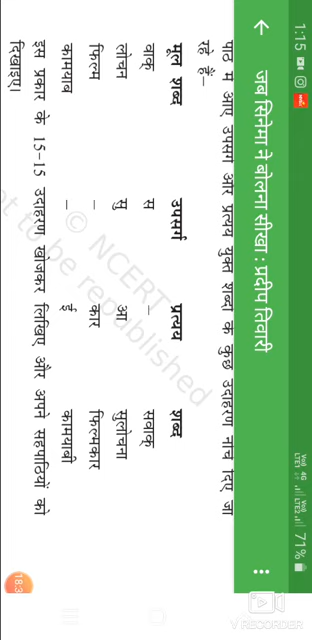 1:15
Vo) 4G LTE1 Vo) LTE2 71%
← जब सिनेमा ने बोलना सीखा : प्रदीप तिवारी
पाठ में आए उपसर्ग और प्रत्यय युक्त शब्दों के कुछ उदाहरण नीचे दिए जा
रहे हैं—
मूल शब्द उपसर्ग प्रत्यय शब्द
वाक् स – सवाक्
लोचन सु आ सुलोचना
फिल्म – कार फिल्मकार
कामयाब – ई कामयाबी
इस प्रकार के 15-15 उदाहरण खोजकर लिखिए और अपने सहपाठियों को
दिखाइए।
© NCERT
not to be republished
18:3
V RECORDER